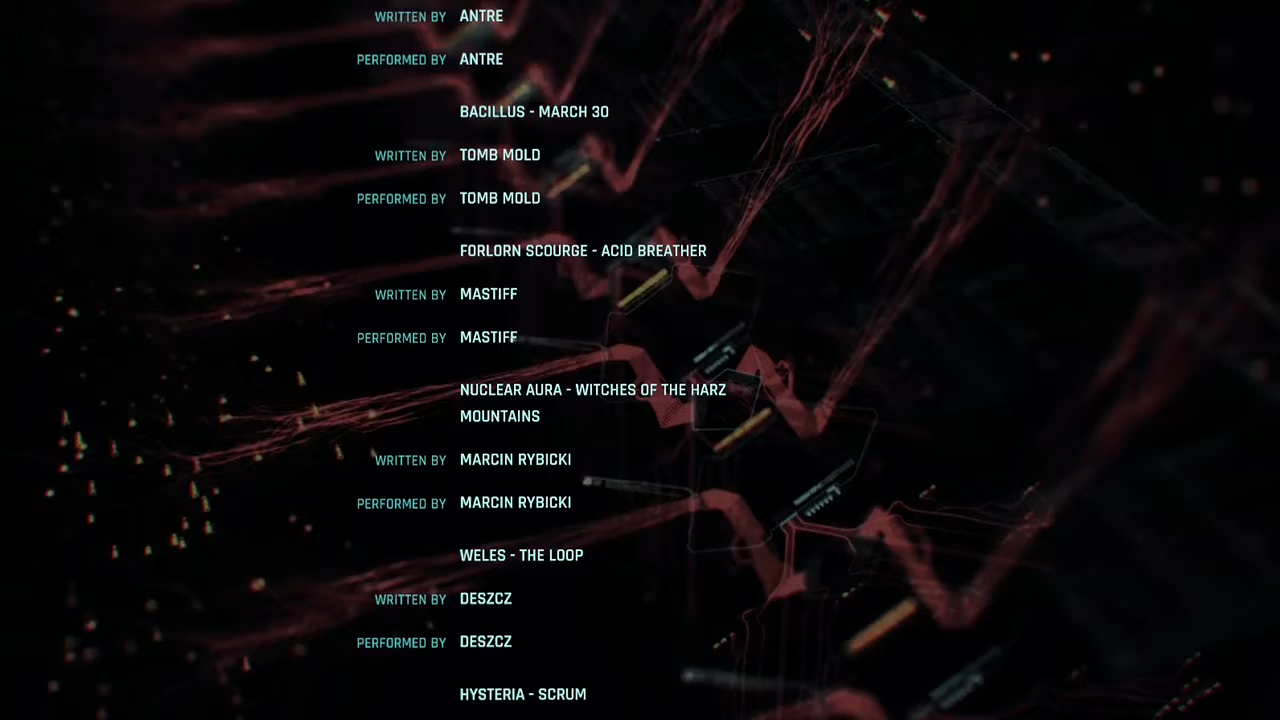 WRITTEN BY ANTRE
PERFORMED BY ANTRE
BACILLUS - MARCH 30
WRITTEN BY TOMB MOLD
PERFORMED BY TOMB MOLD
FORLORN SCOURGE - ACID BREATHER
WRITTEN BY MASTIFF
PERFORMED BY MASTIFF
NUCLEAR AURA - WITCHES OF THE HARZ
MOUNTAINS
WRITTEN BY MARCIN RYBICKI
PERFORMED BY MARCIN RYBICKI
WELES - THE LOOP
WRITTEN BY DESZCZ
PERFORMED BY DESZCZ
HYSTERIA - SCRUM